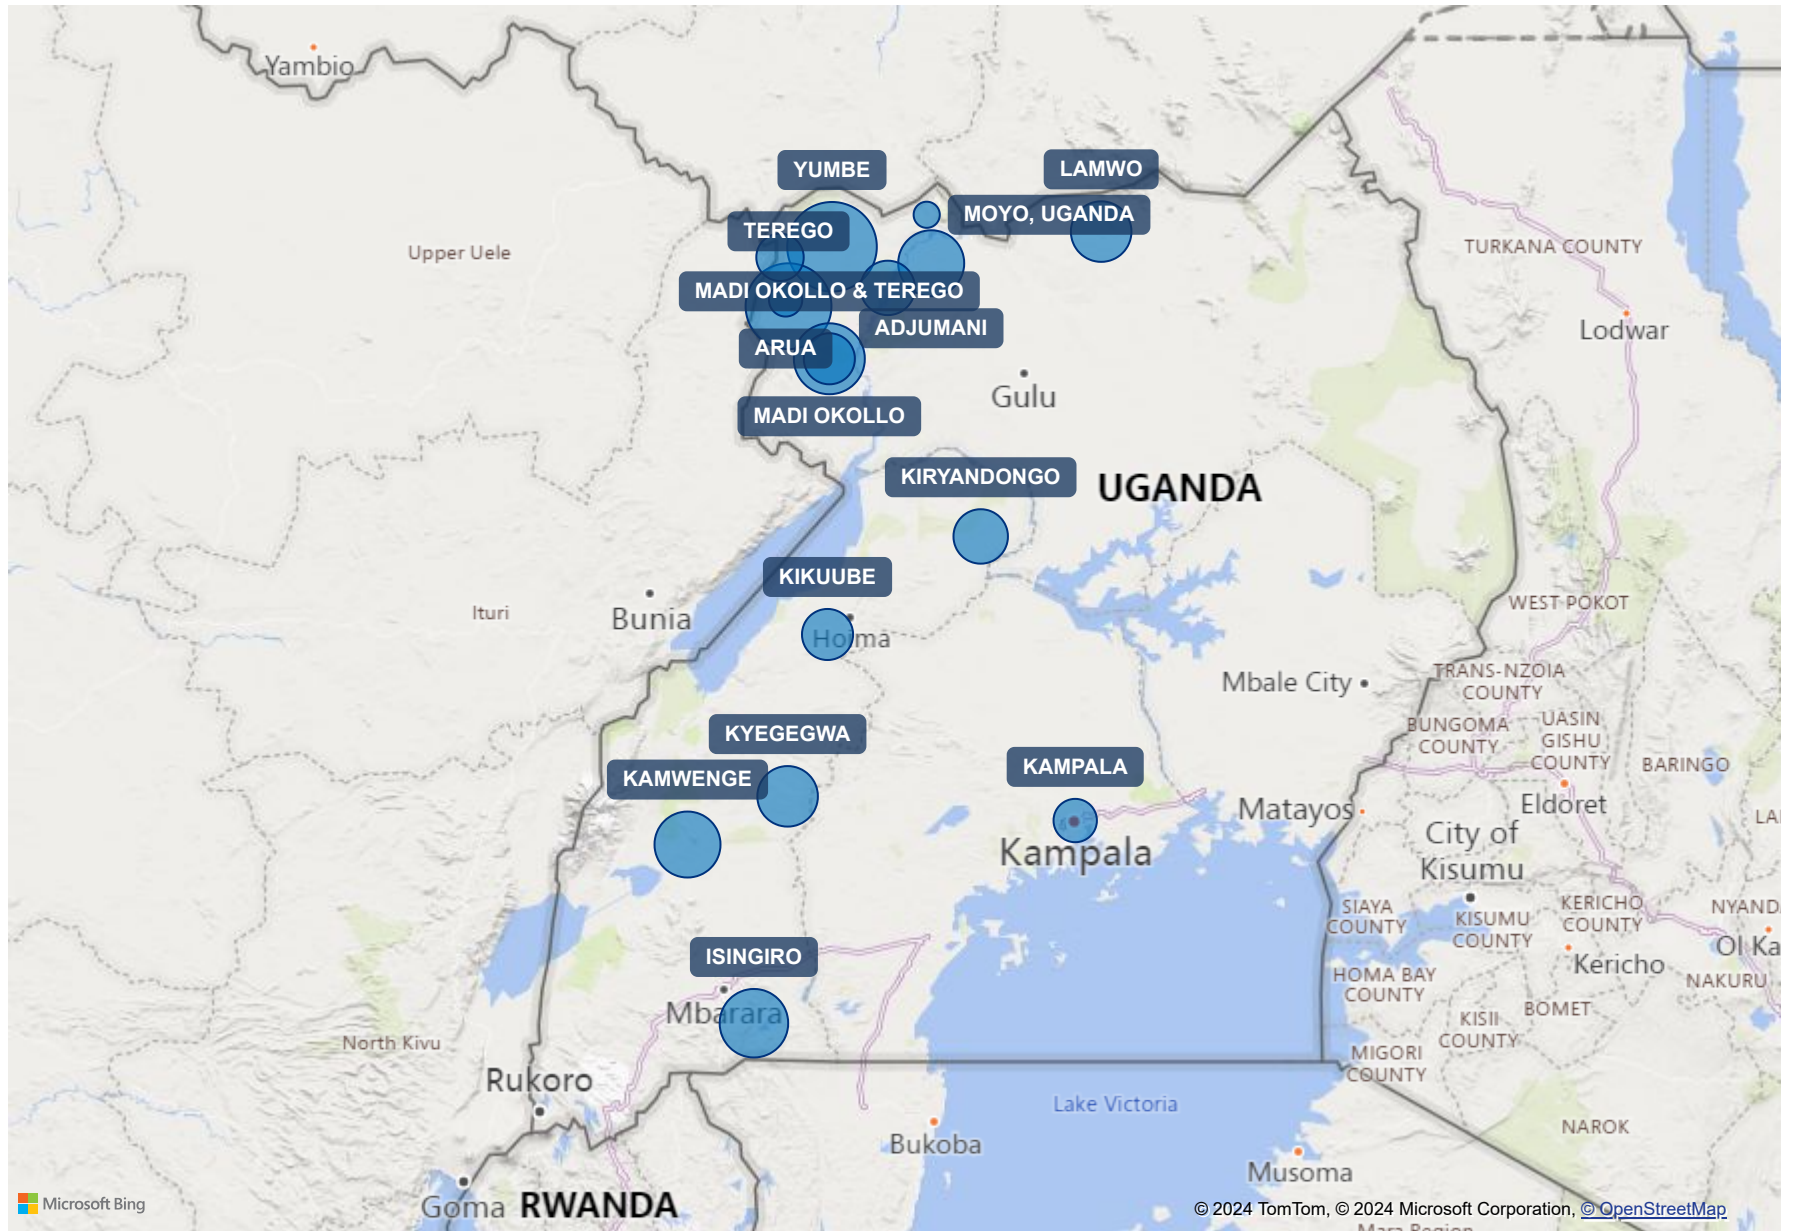 Yambio
YUMBE
LAMWO
MOYO, UGANDA
TEREGO
TURKANA COUNTY
Upper Uele
MADI OKOLLO & TEREGO
ADJUMANI
Lodwar
ARUA
Gulu
MADI OKOLLO
KIRYANDONGO
UGANDA
KIKUUBE
WEST POKOT
Ituri
Bunia
Hoima
TRANS-NZOIA
COUNTY
Mbale City
BUNGOMA
COUNTY
UASIN
GISHU
COUNTY
KYEGEGWA
BARINGO
KAMPALA
KAMWENGE
Eldoret
Matayos
City of
Kisumu
Kampala
SIAYA
COUNTY
KISUMU
COUNTY
KERICHO
COUNTY
NYAND
Ol Ka
ISINGIRO
Kericho
HOMA BAY
COUNTY
NAKURU
Mbarara
BOMET
KISII
COUNTY
North Kivu
MIGORI
COUNTY
Rukoro
Lake Victoria
NAROK
Bukoba
Musoma
Goma
RWANDA
Microsoft Bing
© 2024 TomTom, © 2024 Microsoft Corporation, © OpenStreetMap